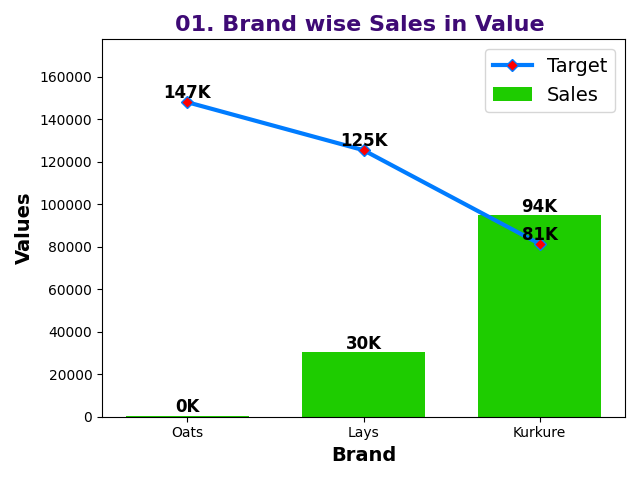 01. Brand wise Sales in Value
Target
Sales
160000
140000
120000
100000
80000
60000
40000
20000
0
Values
147K
125K
94K
81K
30K
0K
Oats
Lays
Kurkure
Brand